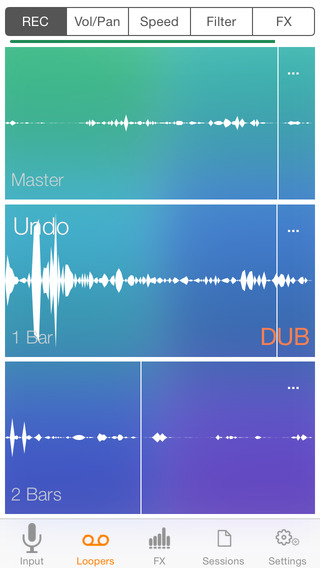 REC Vol/Pan Speed Filter FX
...
Master
Undo
...
1 Bar DUB
...
2 Bars
Input Loopers FX Sessions Settings